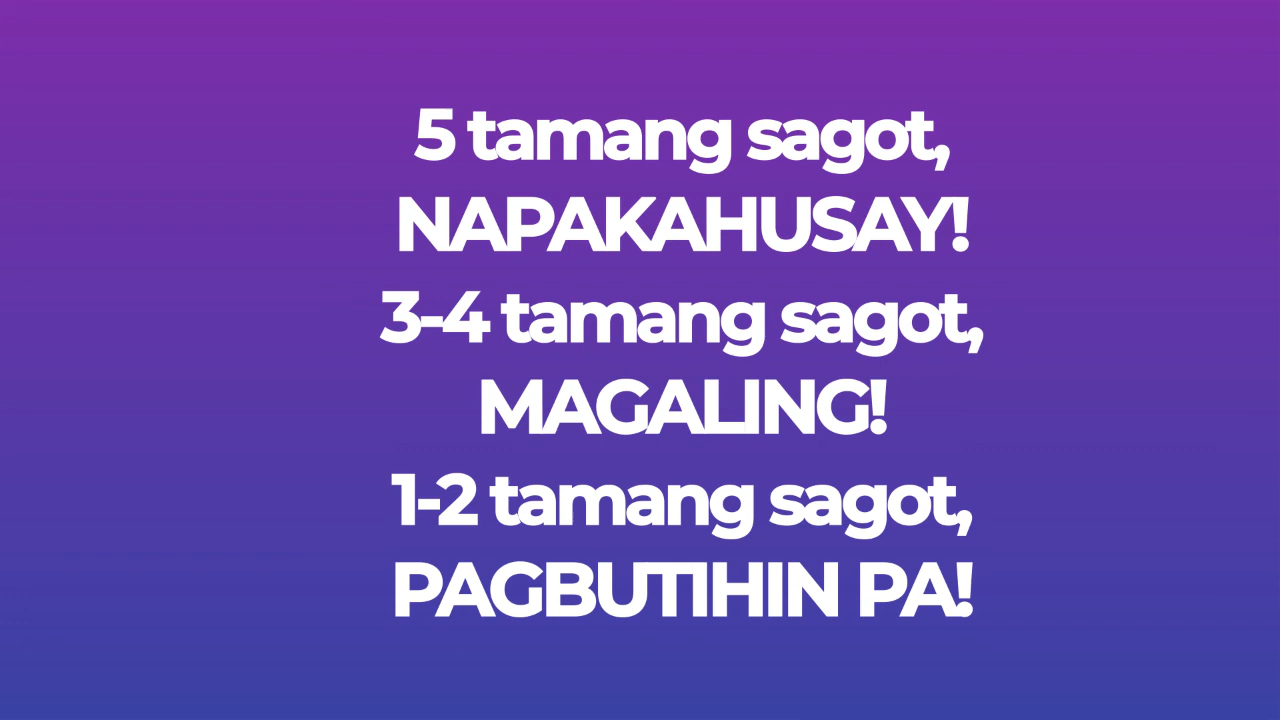 5 tamang sagot,
NAPAKAHUSAY!
3-4 tamang sagot,
MAGALING!
1-2 tamang sagot,
PAGBUTIHIN PA!